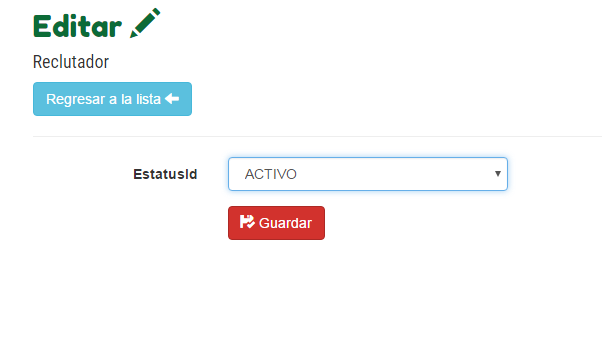 Editar
Reclutador
Regresar a la lista
EstatusId
ACTIVO
Guardar